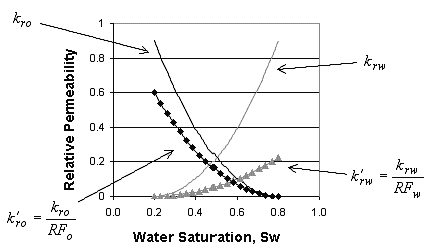 k_ro
k_rw
Relative Permeability
1
0.8
0.6
0.4
0.2
0
0.0 0.2 0.4 0.6 0.8 1.0
Water Saturation, Sw
k′_ro = k_ro / RF_o
k′_rw = k_rw / RF_w